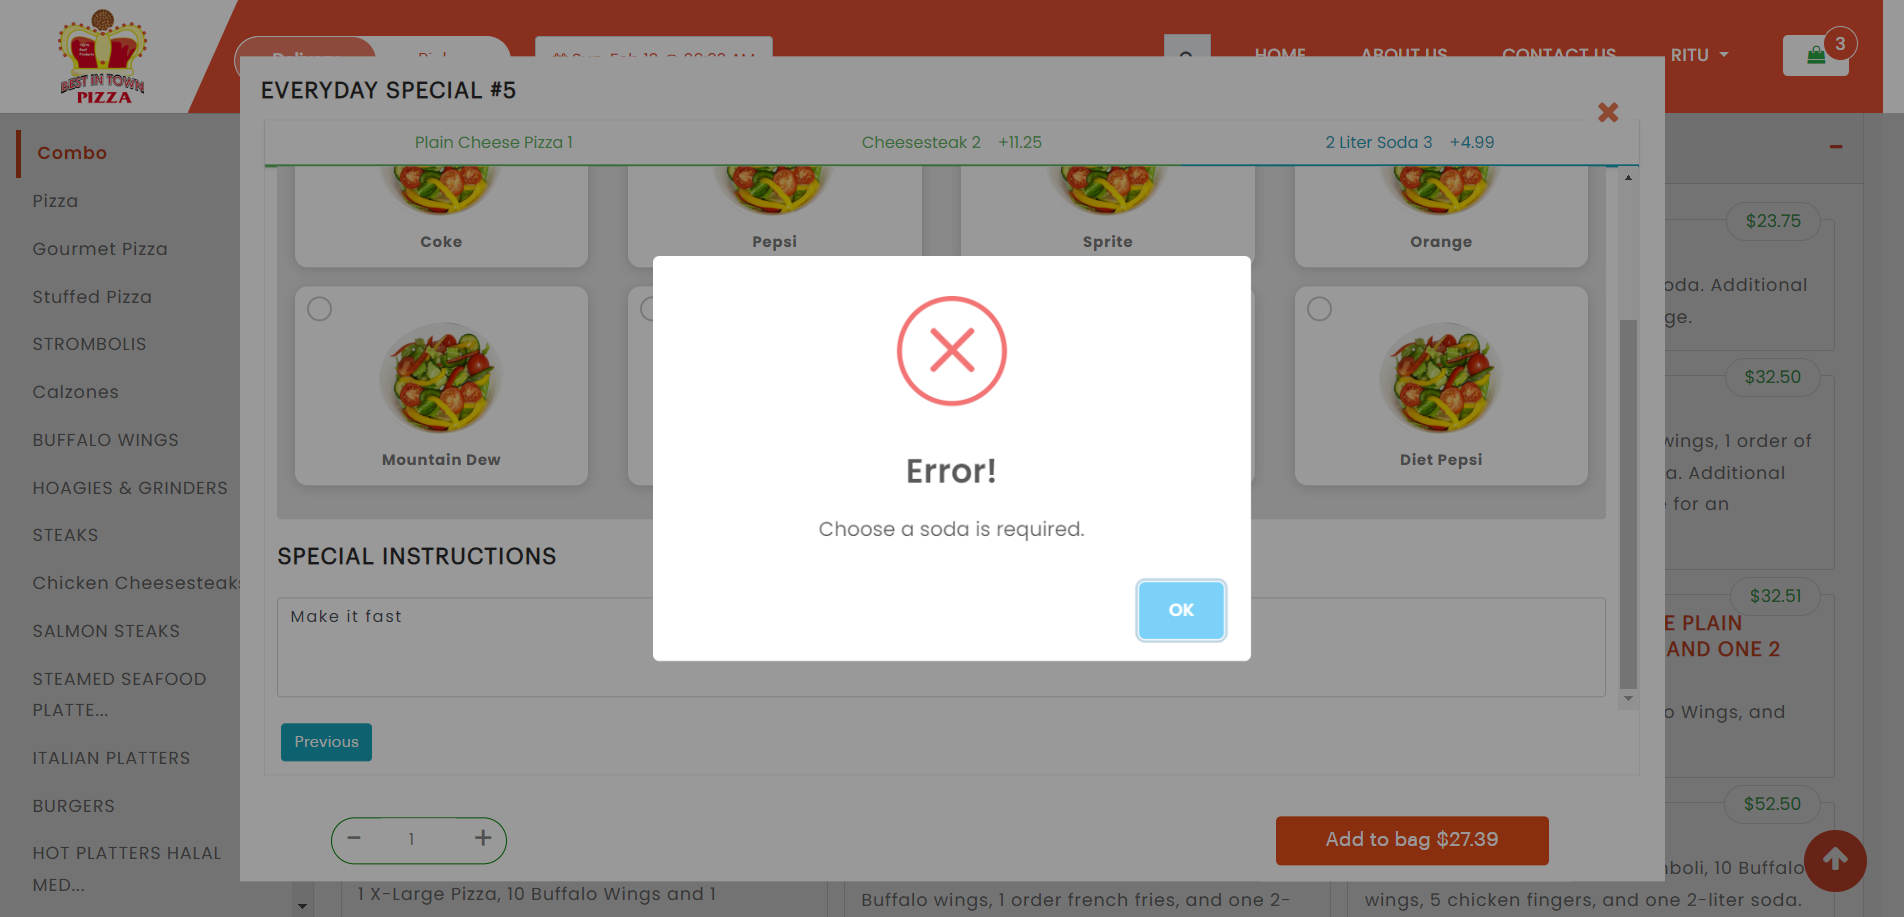 BEST IN TOWN
PIZZA
HOME
ABOUT US
CONTACT US
RITU
3
EVERYDAY SPECIAL #5
Plain Cheese Pizza 1
Cheesesteak 2 +11.25
2 Liter Soda 3 +4.99
Combo
Pizza
Gourmet Pizza
Stuffed Pizza
STROMBOLIS
Calzones
BUFFALO WINGS
HOAGIES & GRINDERS
STEAKS
Chicken Cheesesteaks
SALMON STEAKS
STEAMED SEAFOOD
PLATTE...
ITALIAN PLATTERS
BURGERS
HOT PLATTERS HALAL
MED...
Coke
Pepsi
Sprite
Orange
Mountain Dew
Diet Pepsi
Error!
Choose a soda is required.
OK
SPECIAL INSTRUCTIONS
Make it fast
Previous
1
Add to bag $27.39
$23.75
oda. Additional
ge.
$32.50
wings, 1 order of
a. Additional
for an
$32.51
E PLAIN
AND ONE 2
o Wings, and
$52.50
1 X-Large Pizza, 10 Buffalo Wings and 1
Buffalo wings, 1 order french fries, and one 2-
mboli, 10 Buffalo
wings, 5 chicken fingers, and one 2-liter soda.